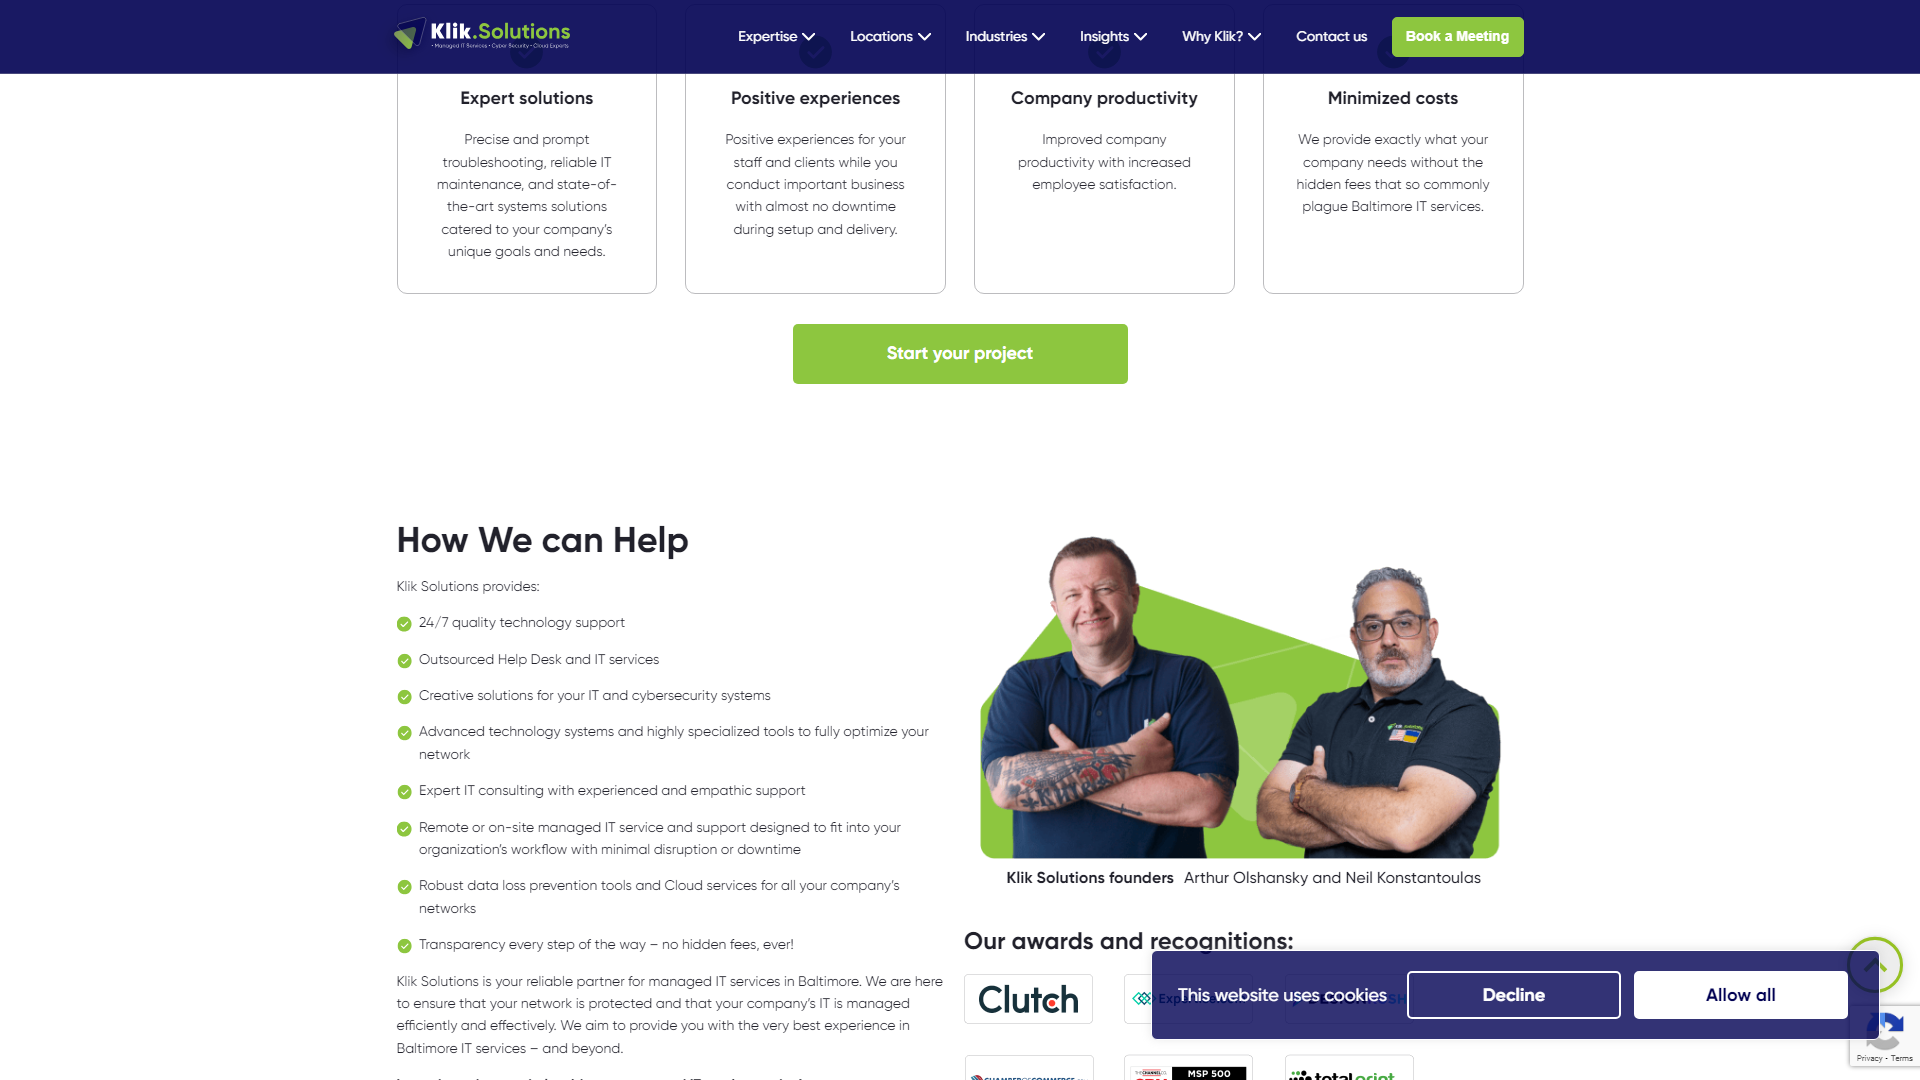 Klik.Solutions
• Managed IT Services • Cyber Security • Cloud Experts
Expertise
Locations
Industries
Insights
Why Klik?
Contact us
Book a Meeting
Expert solutions
Precise and prompt
troubleshooting, reliable IT
maintenance, and state-of-
the-art systems solutions
catered to your company’s
unique goals and needs.
Positive experiences
Positive experiences for your
staff and clients while you
conduct important business
with almost no downtime
during setup and delivery.
Company productivity
Improved company
productivity with increased
employee satisfaction.
Minimized costs
We provide exactly what your
company needs without the
hidden fees that so commonly
plague Baltimore IT services.
Start your project
How We can Help
Klik Solutions provides:
24/7 quality technology support
Outsourced Help Desk and IT services
Creative solutions for your IT and cybersecurity systems
Advanced technology systems and highly specialized tools to fully optimize your
network
Expert IT consulting with experienced and empathic support
Remote or on-site managed IT service and support designed to fit into your
organization’s workflow with minimal disruption or downtime
Robust data loss prevention tools and Cloud services for all your company’s
networks
Transparency every step of the way – no hidden fees, ever!
Klik Solutions is your reliable partner for managed IT services in Baltimore. We are here
to ensure that your network is protected and that your company’s IT is managed
efficiently and effectively. We aim to provide you with the very best experience in
Baltimore IT services – and beyond.
Klik Solutions founders Arthur Olshansky and Neil Konstantoulas
Our awards and recognitions:
Clutch
MSP 500
totalprint
This website uses cookies
Decline
Allow all
Privacy - Terms